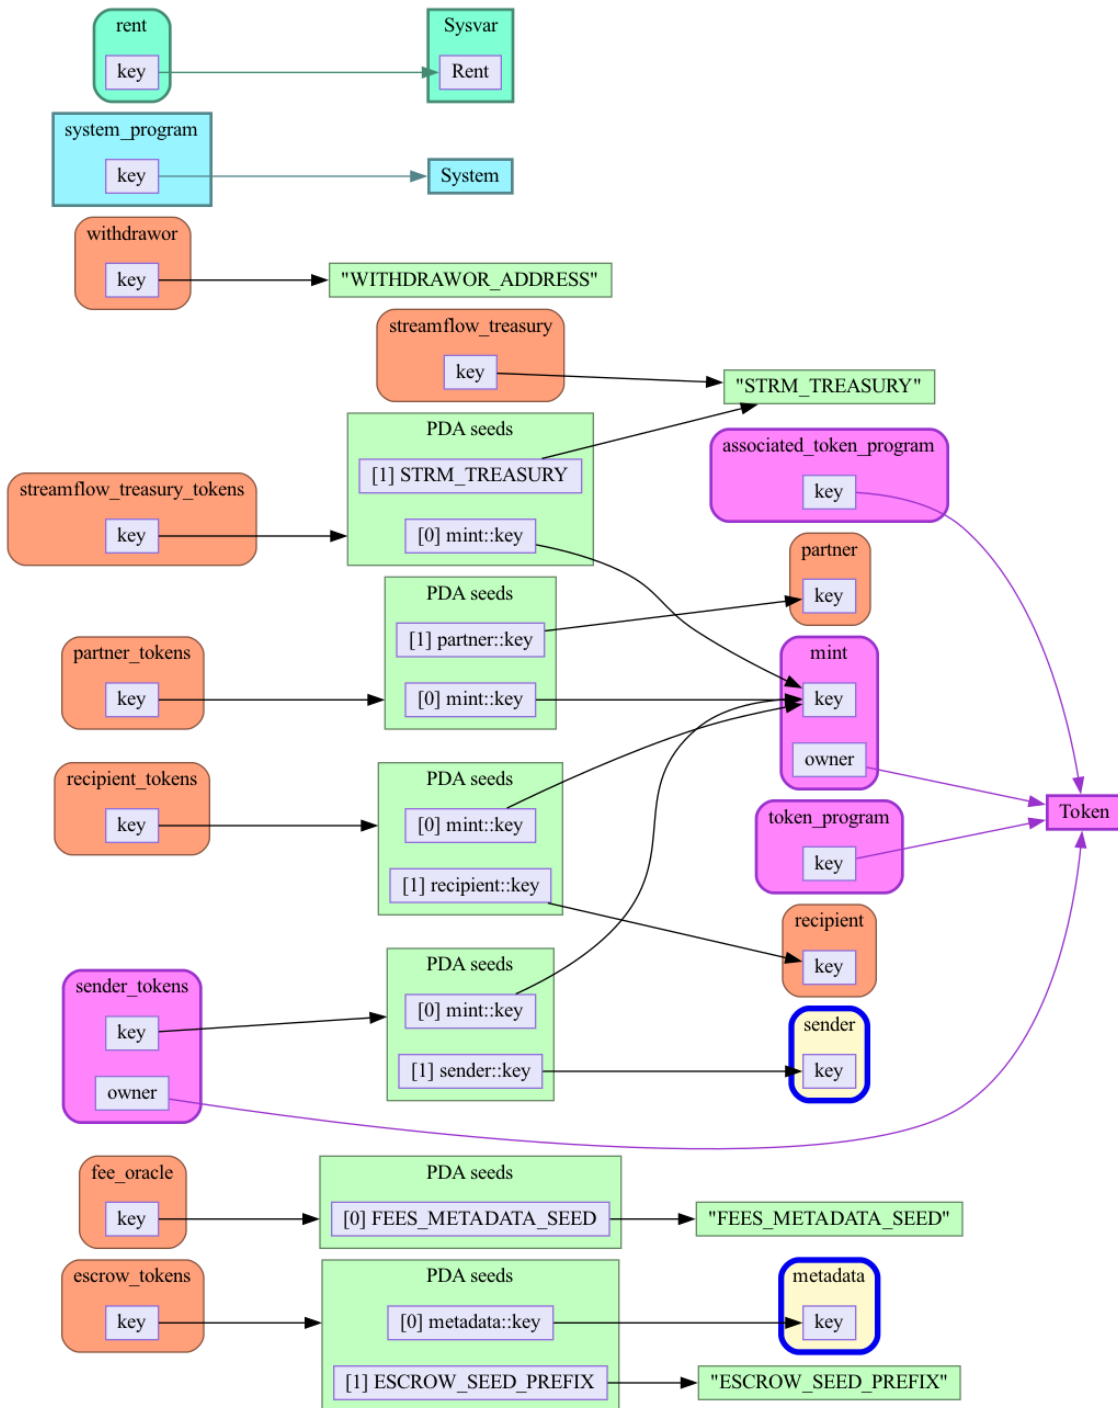 rent
key
Sysvar
Rent
system_program
key
System
withdrawor
key
"WITHDRAWOR_ADDRESS"
streamflow_treasury
key
"STRM_TREASURY"
PDA seeds
[1] STRM_TREASURY
[0] mint::key
associated_token_program
key
streamflow_treasury_tokens
key
partner
key
PDA seeds
[1] partner::key
[0] mint::key
partner_tokens
key
mint
key
owner
recipient_tokens
key
PDA seeds
[0] mint::key
[1] recipient::key
token_program
key
Token
recipient
key
sender_tokens
key
owner
PDA seeds
[0] mint::key
[1] sender::key
sender
key
fee_oracle
key
PDA seeds
[0] FEES_METADATA_SEED
"FEES_METADATA_SEED"
escrow_tokens
key
PDA seeds
[0] metadata::key
[1] ESCROW_SEED_PREFIX
metadata
key
"ESCROW_SEED_PREFIX"